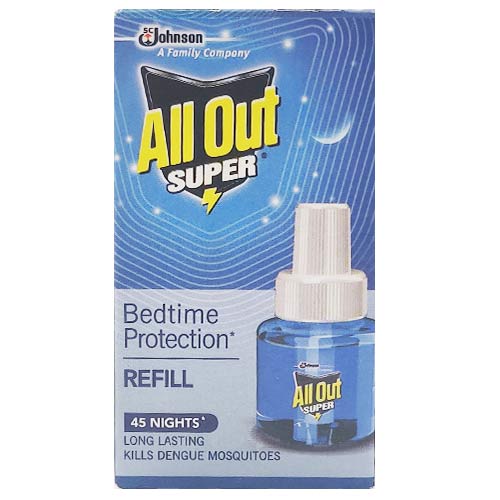 SC Johnson
A Family Company
All Out®
SUPER
Bedtime
Protection*
REFILL
45 NIGHTS^
LONG LASTING
KILLS DENGUE MOSQUITOES
SC Johnson
All Out
SUPER